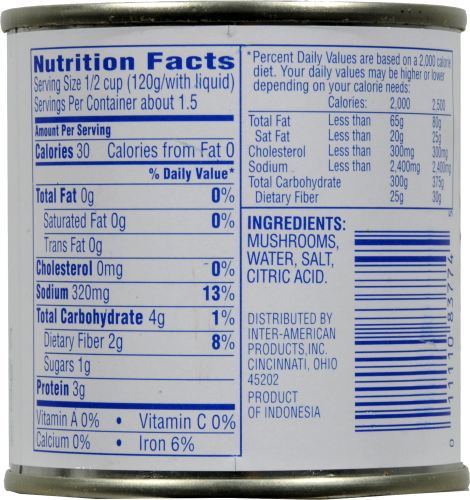 Nutrition Facts
Serving Size 1/2 cup (120g/with liquid)
Servings Per Container about 1.5
Amount Per Serving
Calories 30 Calories from Fat 0
% Daily Value*
Total Fat 0g 0%
Saturated Fat 0g 0%
Trans Fat 0g
Cholesterol 0mg 0%
Sodium 320mg 13%
Total Carbohydrate 4g 1%
Dietary Fiber 2g 8%
Sugars 1g
Protein 3g
Vitamin A 0% • Vitamin C 0%
Calcium 0% • Iron 6%
*Percent Daily Values are based on a 2,000 calorie
diet. Your daily values may be higher or lower
depending on your calorie needs:
Calories: 2,000 2,500
Total Fat Less than 65g 80g
Sat Fat Less than 20g 25g
Cholesterol Less than 300mg 300mg
Sodium Less than 2,400mg 2,400mg
Total Carbohydrate 300g 375g
Dietary Fiber 25g 30g
INGREDIENTS:
MUSHROOMS,
WATER, SALT,
CITRIC ACID.
DISTRIBUTED BY
INTER-AMERICAN
PRODUCTS, INC.
CINCINNATI, OHIO
45202
PRODUCT
OF INDONESIA
0 11110 83774